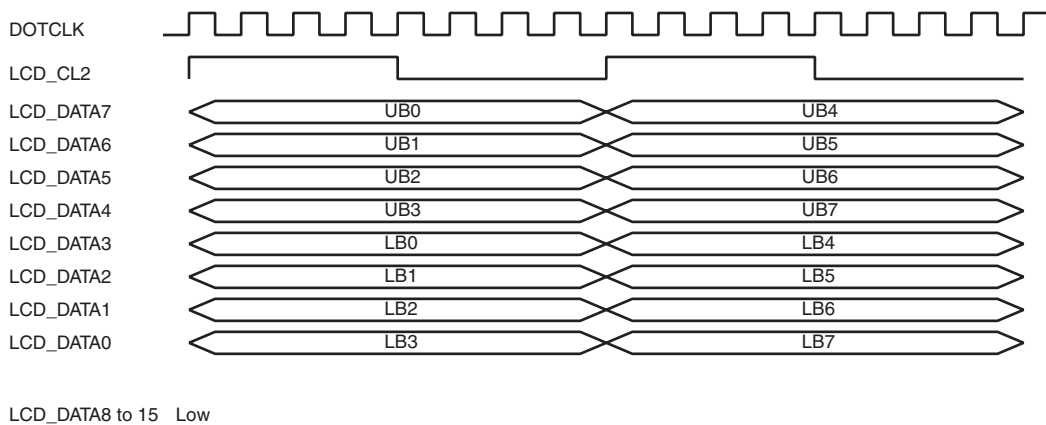 DOTCLK
LCD_CL2
LCD_DATA7 UB0 UB4
LCD_DATA6 UB1 UB5
LCD_DATA5 UB2 UB6
LCD_DATA4 UB3 UB7
LCD_DATA3 LB0 LB4
LCD_DATA2 LB1 LB5
LCD_DATA1 LB2 LB6
LCD_DATA0 LB3 LB7
LCD_DATA8 to 15 Low